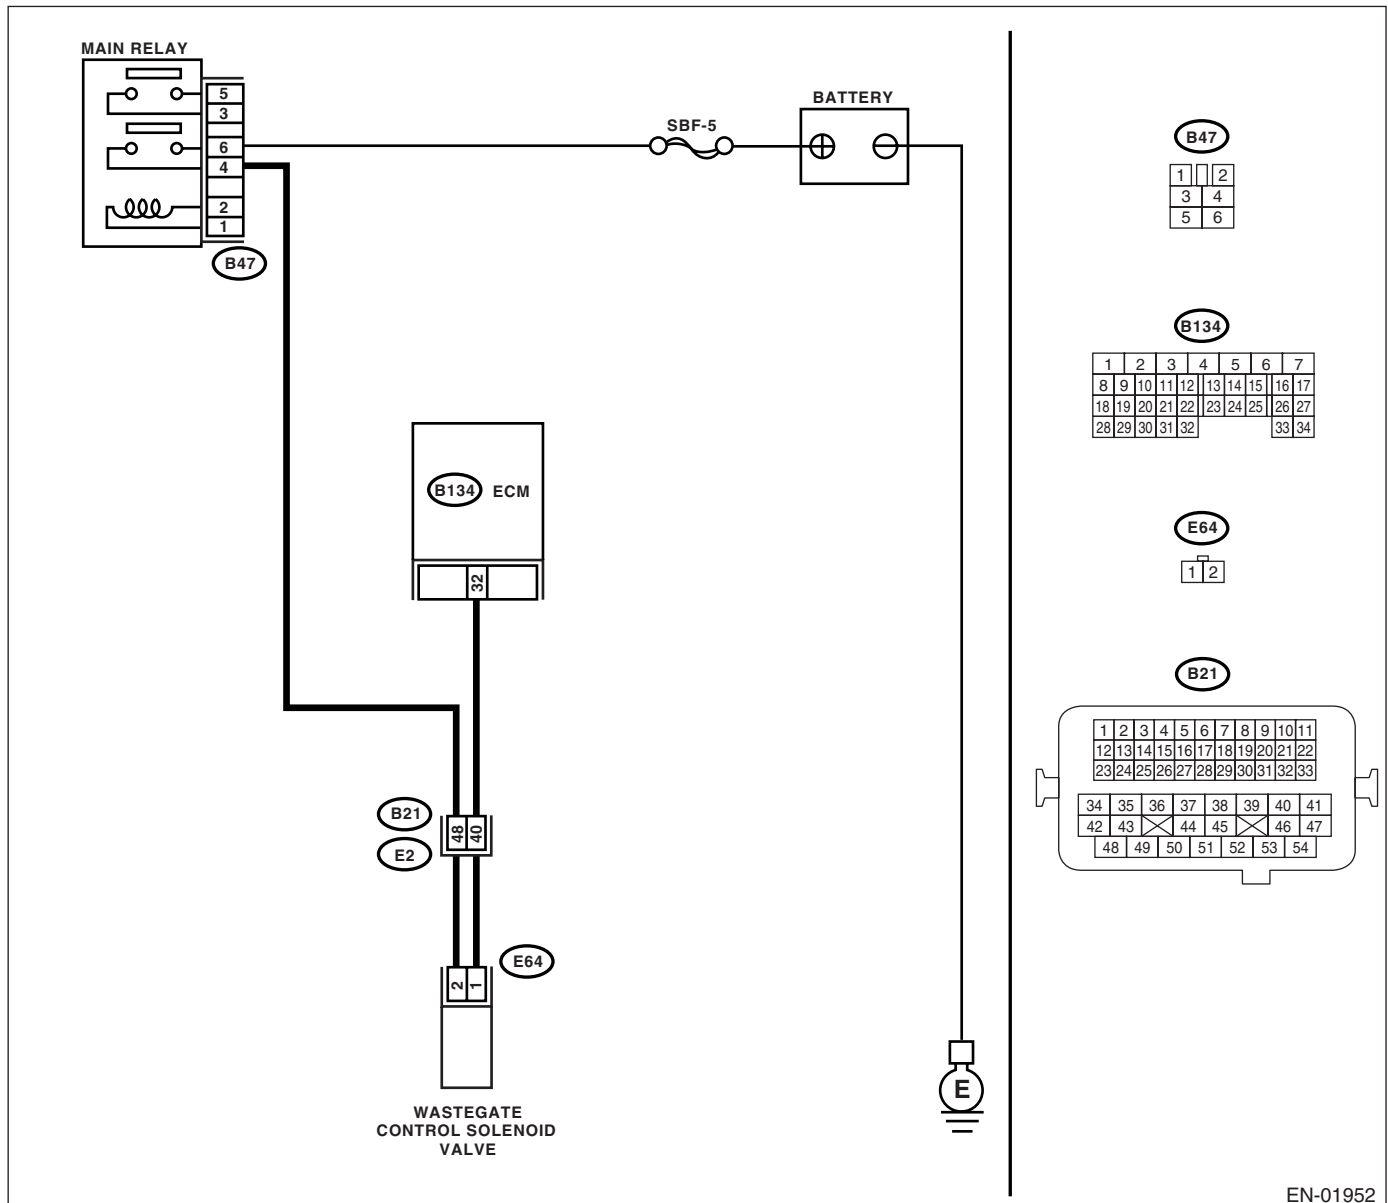 MAIN RELAY
5
3
6
4
2
1
B47
SBF-5
BATTERY
B134 ECM
32
B21
E2
48 40
E64
2 1
WASTEGATE
CONTROL SOLENOID
VALVE
E
B47
1 2
3 4
5 6
B134
1 2 3 4 5 6 7
8 9 10 11 12 13 14 15 16 17
18 19 20 21 22 23 24 25 26 27
28 29 30 31 32 33 34
E64
1 2
B21
1 2 3 4 5 6 7 8 9 10 11
12 13 14 15 16 17 18 19 20 21 22
23 24 25 26 27 28 29 30 31 32 33
34 35 36 37 38 39 40 41
42 43 44 45 46 47
48 49 50 51 52 53 54
EN-01952